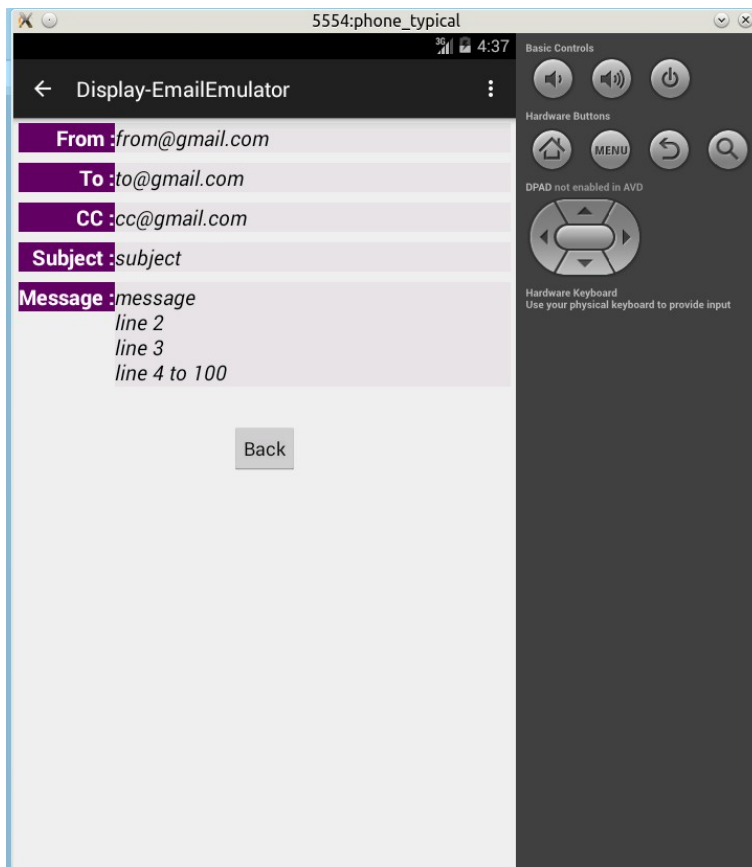 5554:phone_typical
3G 4:37
Display-EmailEmulator
From :from@gmail.com
To :to@gmail.com
CC :cc@gmail.com
Subject :subject
Message :message
line 2
line 3
line 4 to 100
Back
Basic Controls
Hardware Buttons
MENU
DPAD not enabled in AVD
Hardware Keyboard
Use your physical keyboard to provide input